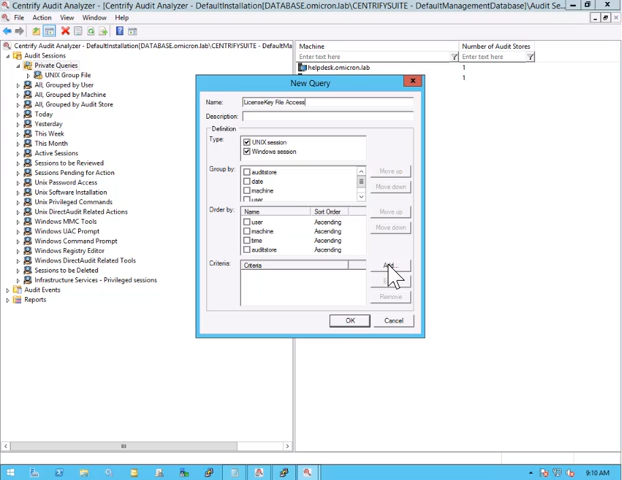 Centrify Audit Analyzer - [Centrify Audit Analyzer - DefaultInstallation[DATABASE.omicron.lab\CENTRIFYSUITE - DefaultManagementDatabase]\Audit Se...
File Action View Window Help
Centrify Audit Analyzer - DefaultInstallation[DATABASE.omicron.lab\CENTRIFYSUITE - DefaultMa
Audit Sessions
Private Queries
UNIX Group File
All, Grouped by User
All, Grouped by Machine
All, Grouped by Audit Store
Today
Yesterday
This Week
This Month
Active Sessions
Sessions to be Reviewed
Sessions Pending for Action
Unix Password Access
Unix Software Installation
Unix Privileged Commands
Unix DirectAudit Related Actions
Windows MMC Tools
Windows UAC Prompt
Windows Command Prompt
Windows Registry Editor
Windows DirectAudit Related Tools
Sessions to be Deleted
Infrastructure Services - Privileged sessions
Audit Events
Reports
Machine Number of Audit Stores
Enter text here Enter text here
helpdesk.omicron.lab 1
1
New Query
Name: LicenseKey File Access
Description:
Definition
Type: UNIX session
Windows session
Group by: auditstore
date
machine
user
Move up
Move down
Order by: Name Sort Order
user Ascending
machine Ascending
time Ascending
auditstore Ascending
Move up
Move down
Criteria: Criteria
Add...
Remove
OK Cancel
9:10 AM